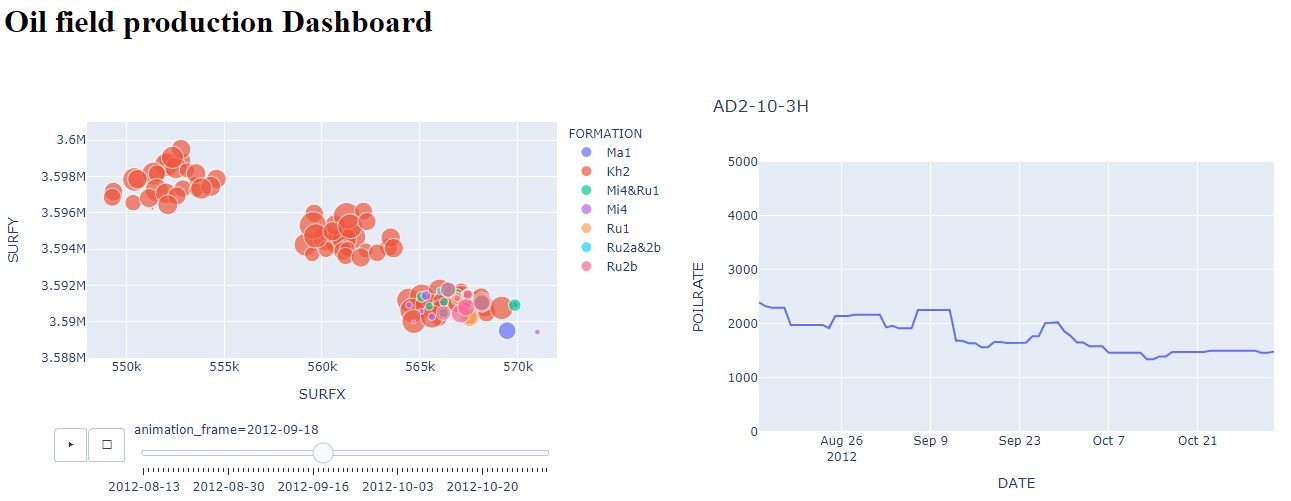 Oil field production Dashboard
3.6M
3.598M
3.596M
3.594M
3.592M
3.59M
3.588M
SURFY
550k 555k 560k 565k 570k
SURFX
FORMATION
Ma1
Kh2
Mi4&Ru1
Mi4
Ru1
Ru2a&2b
Ru2b
animation_frame=2012-09-18
2012-08-13 2012-08-30 2012-09-16 2012-10-03 2012-10-20
AD2-10-3H
5000
4000
3000
2000
1000
0
POILRATE
Aug 26 Sep 9 Sep 23 Oct 7 Oct 21
2012
DATE